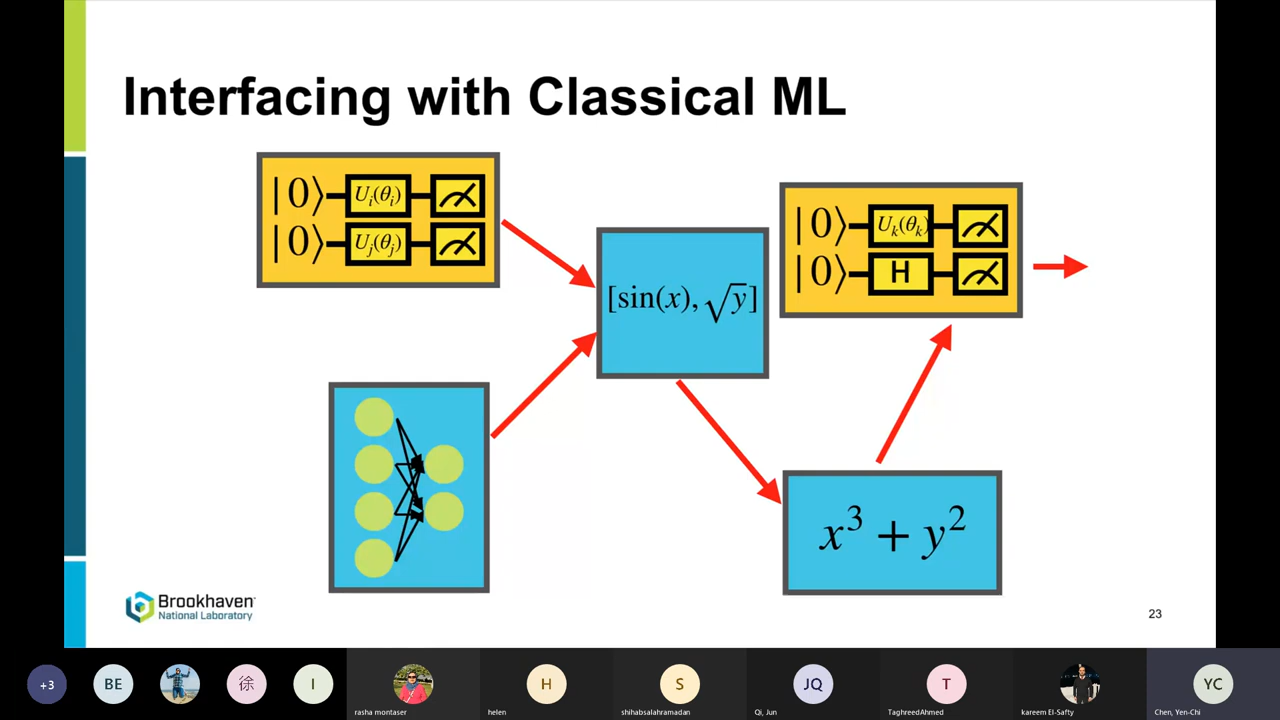 Interfacing with Classical ML
|0⟩ U_i(θ_i)
|0⟩ U_j(θ_j)
|0⟩ U_k(θ_k)
|0⟩ H
[sin(x), √y]
x³ + y²
Brookhaven
National Laboratory
23
+3
BE
徐
I
H
S
JQ
T
YC
rasha montaser
helen
shihabsalahramadan
Qi, Jun
TaghreedAhmed
kareem El-Safty
Chen, Yen-Chi